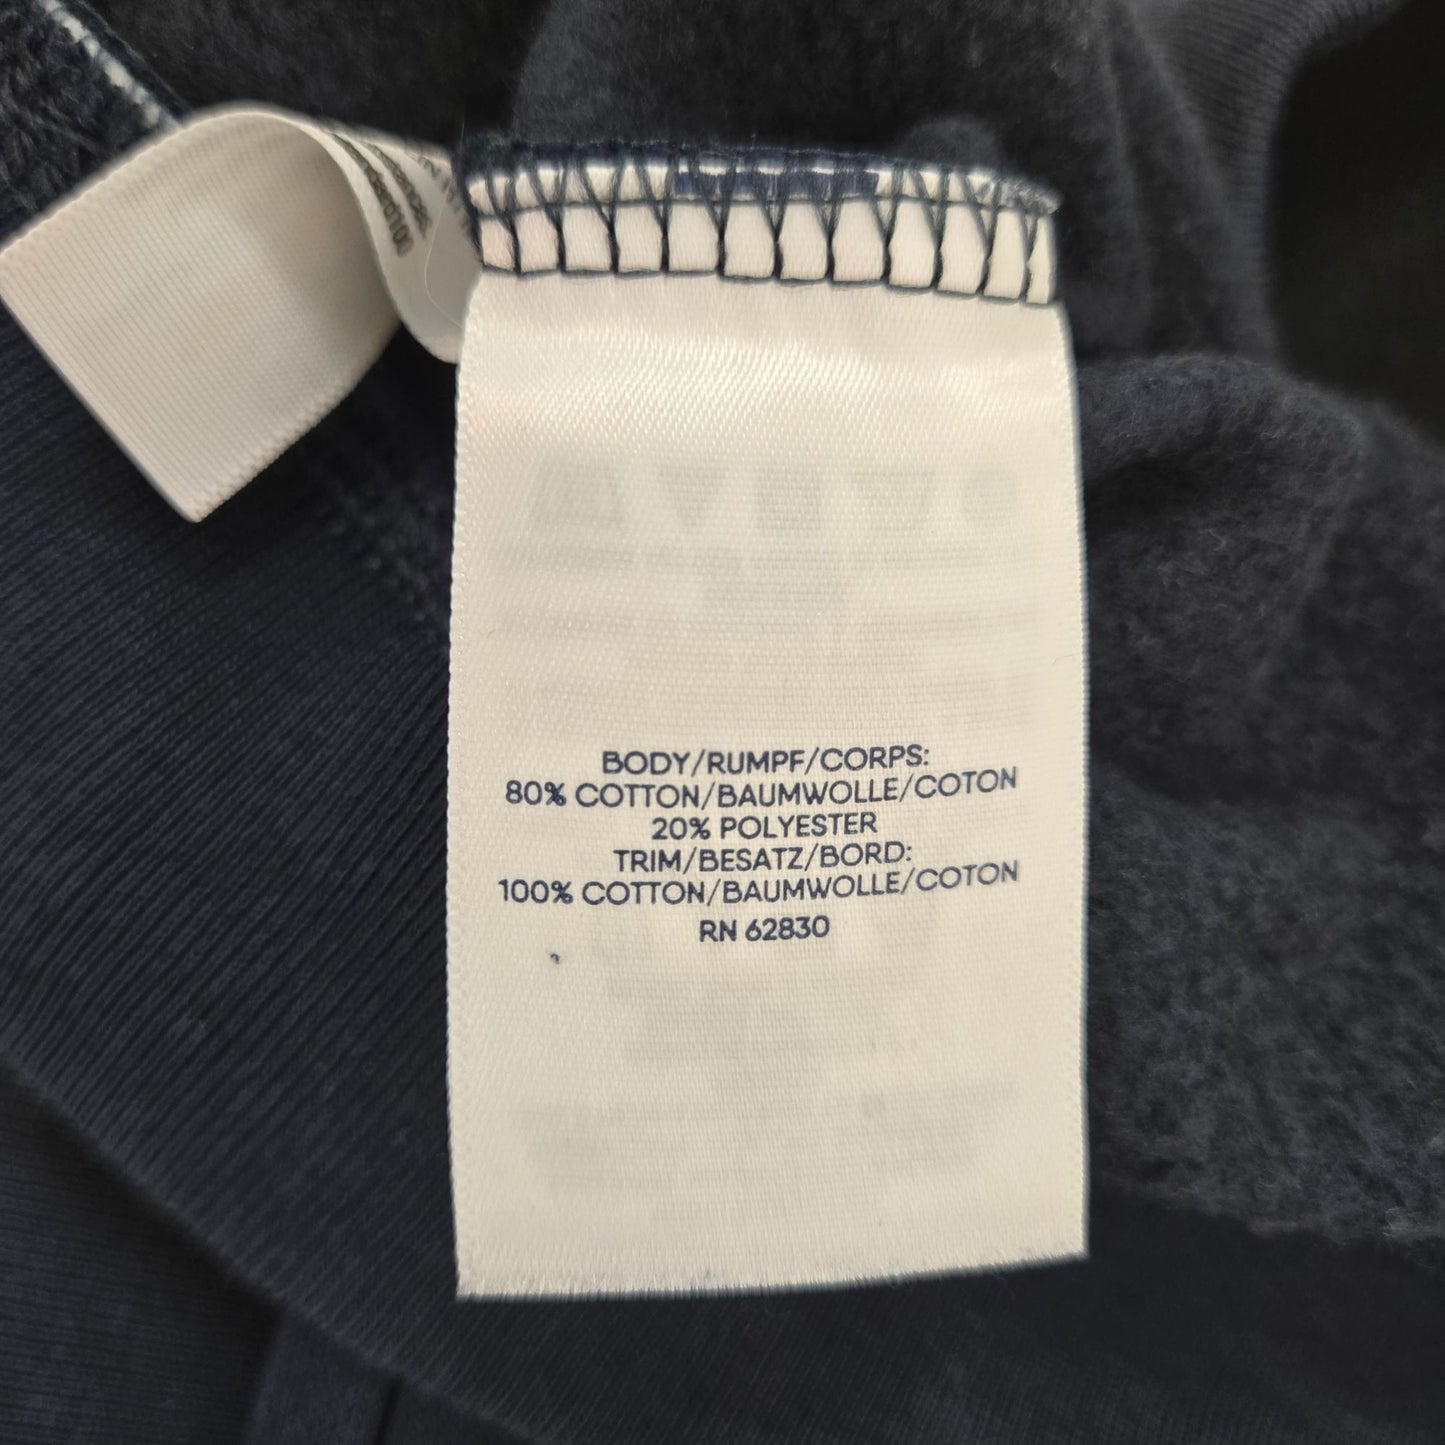 BODY/RUMPF/CORPS:
80% COTTON/BAUMWOLLE/COTON
20% POLYESTER
TRIM/BESATZ/BORD:
100% COTTON/BAUMWOLLE/COTON
RN 62830